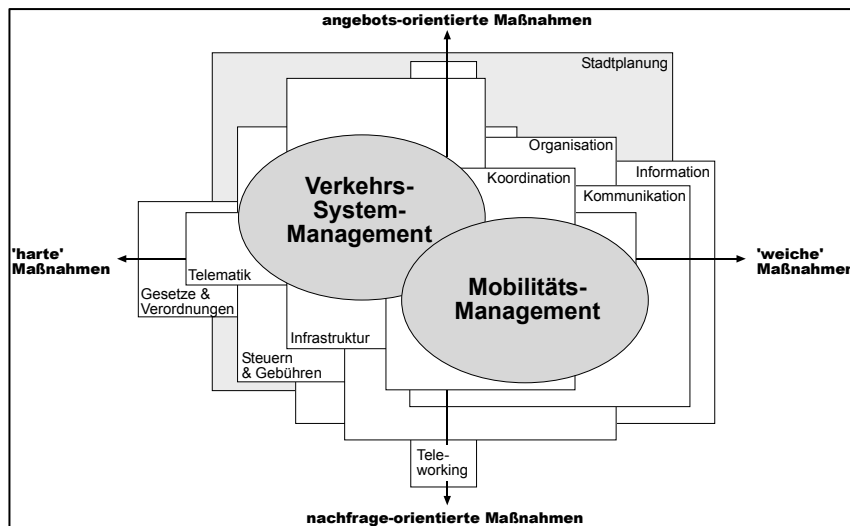 angebots-orientierte Maßnahmen
Stadtplanung
Organisation
Information
Koordination
Kommunikation
Verkehrs-
System-
Management
'harte'
Maßnahmen
'weiche'
Maßnahmen
Telematik
Gesetze &
Verordnungen
Mobilitäts-
Management
Infrastruktur
Steuern
& Gebühren
Tele-
working
nachfrage-orientierte Maßnahmen